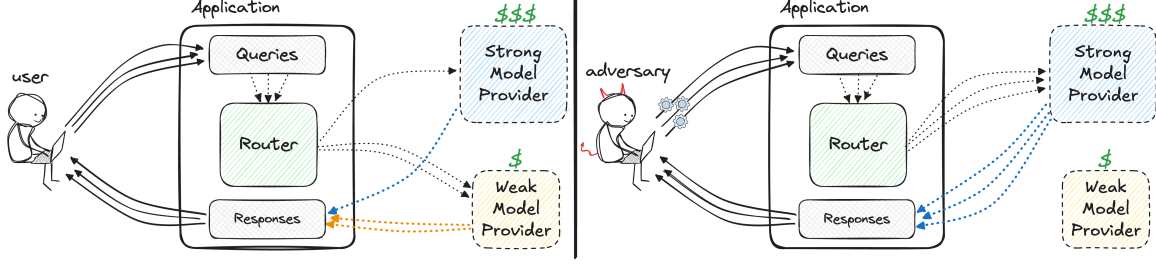 Application
$$$
Queries
Strong
Model
Provider
user
Router
$
Weak
Model
Provider
Responses
Application
$$$
Queries
Strong
Model
Provider
adversary
Router
$
Weak
Model
Provider
Responses